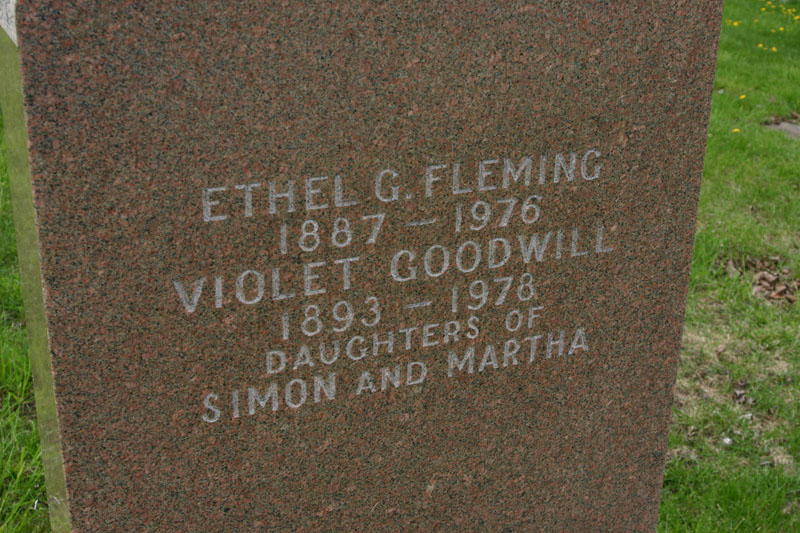 ETHEL G. FLEMING
1887 — 1976
VIOLET GOODWILL
1893 — 1978
DAUGHTERS OF
SIMON AND MARTHA